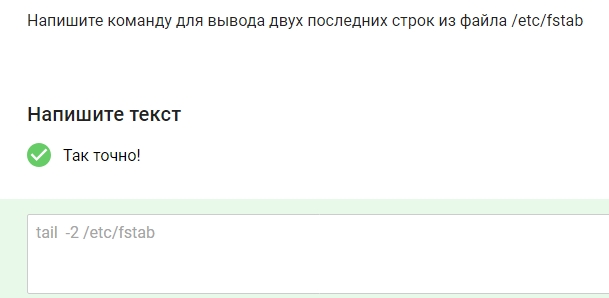 Напишите команду для вывода двух последних строк из файла /etc/fstab
Напишите текст
Так точно!
tail  -2 /etc/fstab